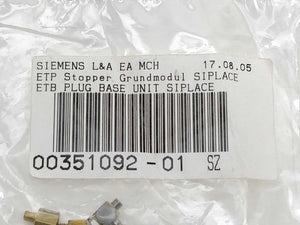 SIEMENS L&A EA MCH 17.08.05
ETP Stopper Grundmodul SIPLACE
ETB PLUG BASE UNIT SIPLACE
00351092-01 SZ